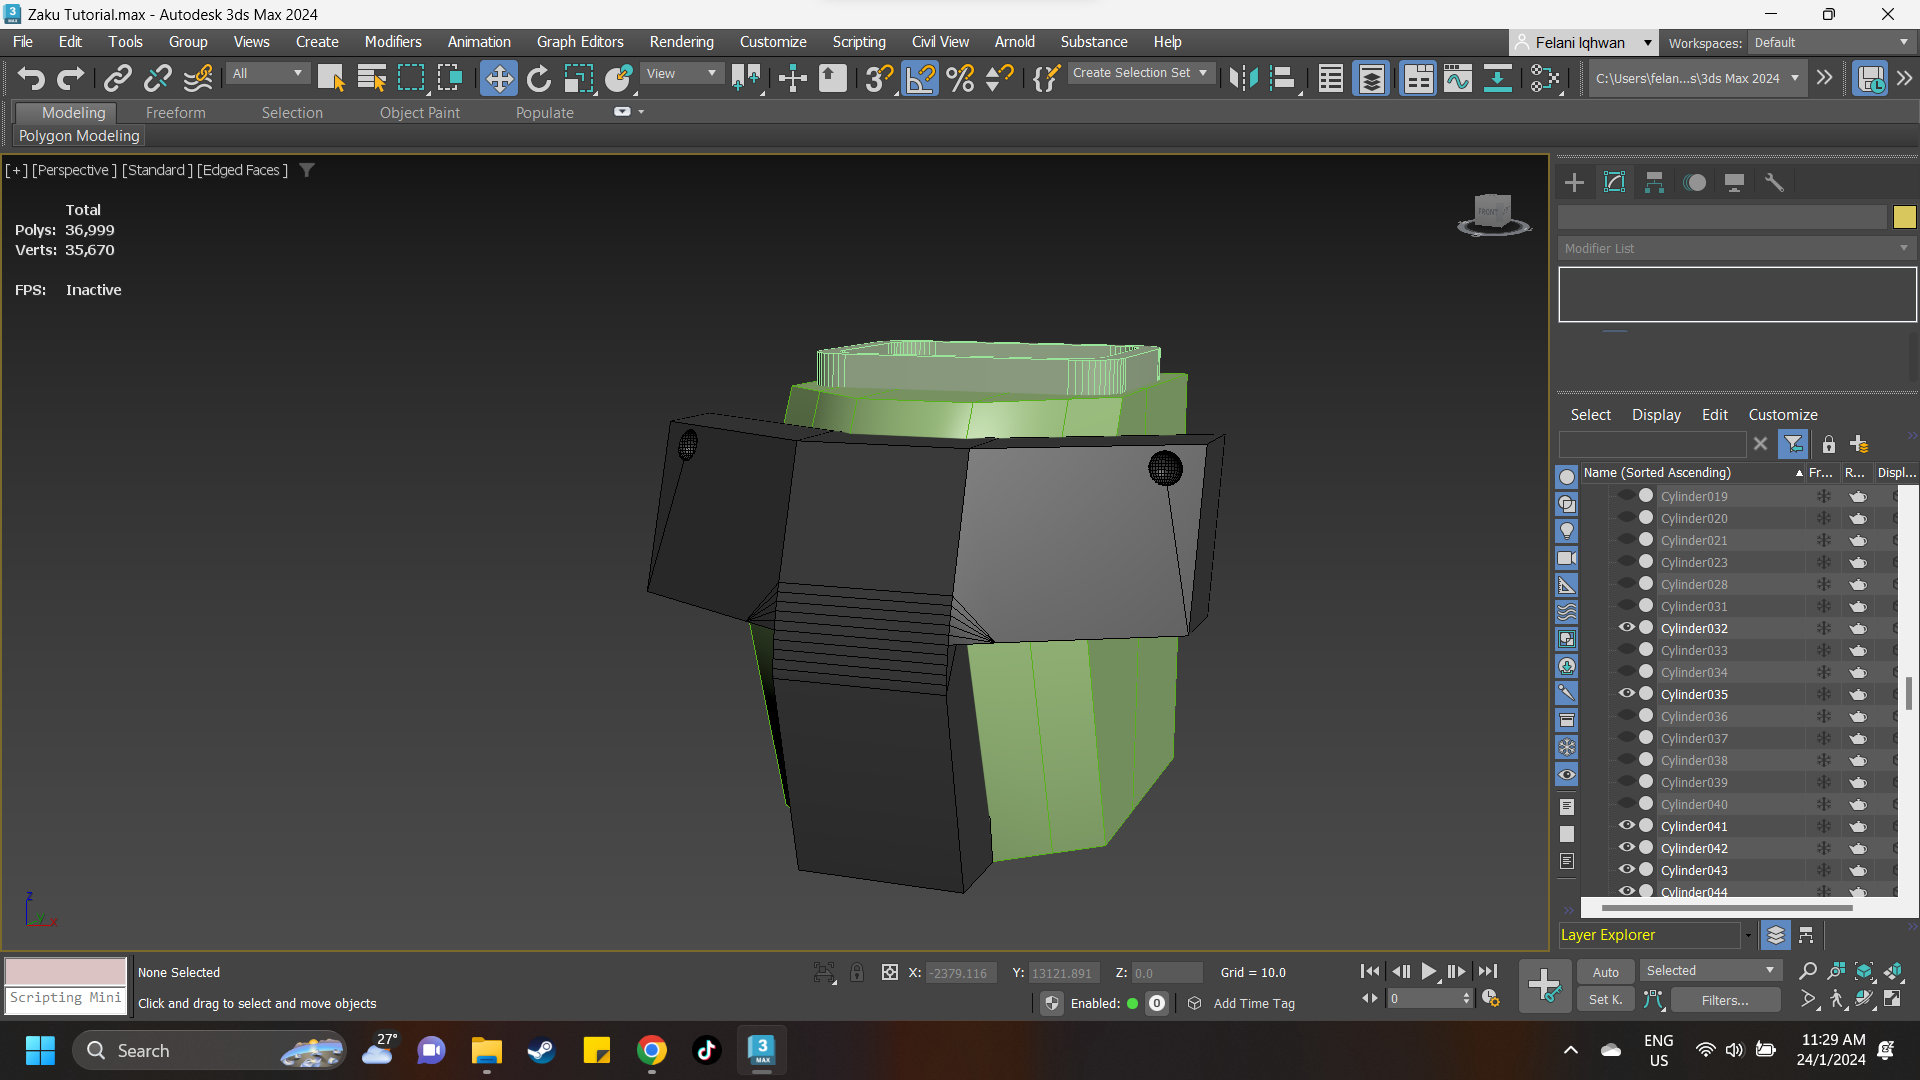 Zaku Tutorial.max - Autodesk 3ds Max 2024
File Edit Tools Group Views Create Modifiers Animation Graph Editors Rendering Customize Scripting Civil View Arnold Substance Help
Felani Iqhwan
Workspaces: Default
All
View
Create Selection Set
C:\Users\felan...s\3ds Max 2024
Modeling Freeform Selection Object Paint Populate
Polygon Modeling
[+] [Perspective ] [Standard ] [Edged Faces ]
Total
Polys: 36,999
Verts: 35,670
FPS: Inactive
FRONT
Modifier List
Select Display Edit Customize
Name (Sorted Ascending) Fr... R... Displ...
Cylinder019
Cylinder020
Cylinder021
Cylinder023
Cylinder028
Cylinder031
Cylinder032
Cylinder033
Cylinder034
Cylinder035
Cylinder036
Cylinder037
Cylinder038
Cylinder039
Cylinder040
Cylinder041
Cylinder042
Cylinder043
Cylinder044
Layer Explorer
z
y x
Scripting Mini
None Selected
Click and drag to select and move objects
X: -2379.116 Y: 13121.891 Z: 0.0 Grid = 10.0
Enabled: 0 Add Time Tag
0
Auto Selected
Set K. Filters...
Search
27°
3
MAX
ENG
US
11:29 AM
24/1/2024